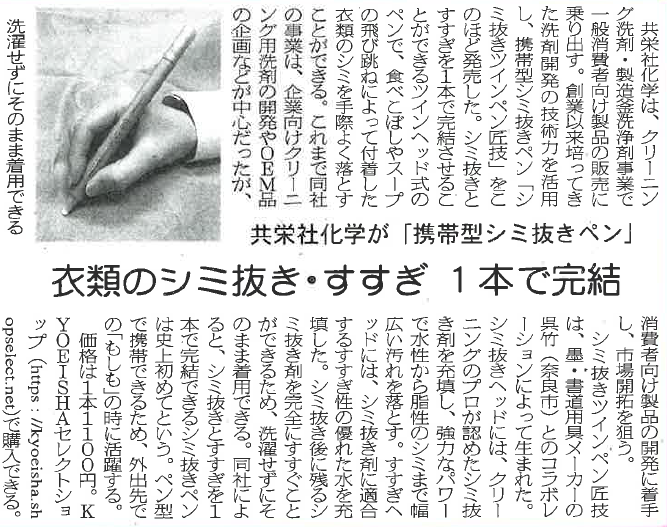 共栄社化学が「携帯型シミ抜きペン」
衣類のシミ抜き・すすぎ 1本で完結
共栄社化学は、クリーニン
グ洗剤・製造釜洗浄剤事業で
一般消費者向け製品の販売に
乗り出す。創業以来培ってき
た洗剤開発の技術力を活用
し、携帯型シミ抜きペン「シ
ミ抜きツインペン匠技」をこ
のほど発売した。シミ抜きと
すすぎを1本で完結させるこ
とができるツインヘッド式の
ペンで、食べこぼしやスープ
の飛び跳ねによって付着した
衣類のシミを手際よく落とす
ことができる。これまで同社
の事業は、企業向けクリーニ
ング用洗剤の開発やOEM品
の企画などが中心だったが、
洗濯せずにそのまま着用できる
消費者向け製品の開発に着手
し、市場開拓を狙う。
シミ抜きツインペン匠技
は、墨・書道用具メーカーの
呉竹（奈良市）とのコラボレ
ーションによって生まれた。
シミ抜きヘッドには、クリー
ニングのプロが認めたシミ抜
き剤を充填し、強力なパワー
で水性から脂性のシミまで幅
広い汚れを落とす。すすぎヘ
ッドには、シミ抜き剤に適合
するすすぎ性の優れた水を充
填した。シミ抜き後に残るシ
ミ抜き剤を完全にすすぐこと
ができるため、洗濯せずにそ
のまま着用できる。同社によ
ると、シミ抜きとすすぎを1
本で完結できるシミ抜きペン
は史上初めてという。ペン型
で携帯できるため、外出先で
の「もしも」の時に活躍する。
価格は1本1100円。K
YOEISHAセレクトショ
ップ（https://kyoeisha.sh
opselect.net)で購入できる。